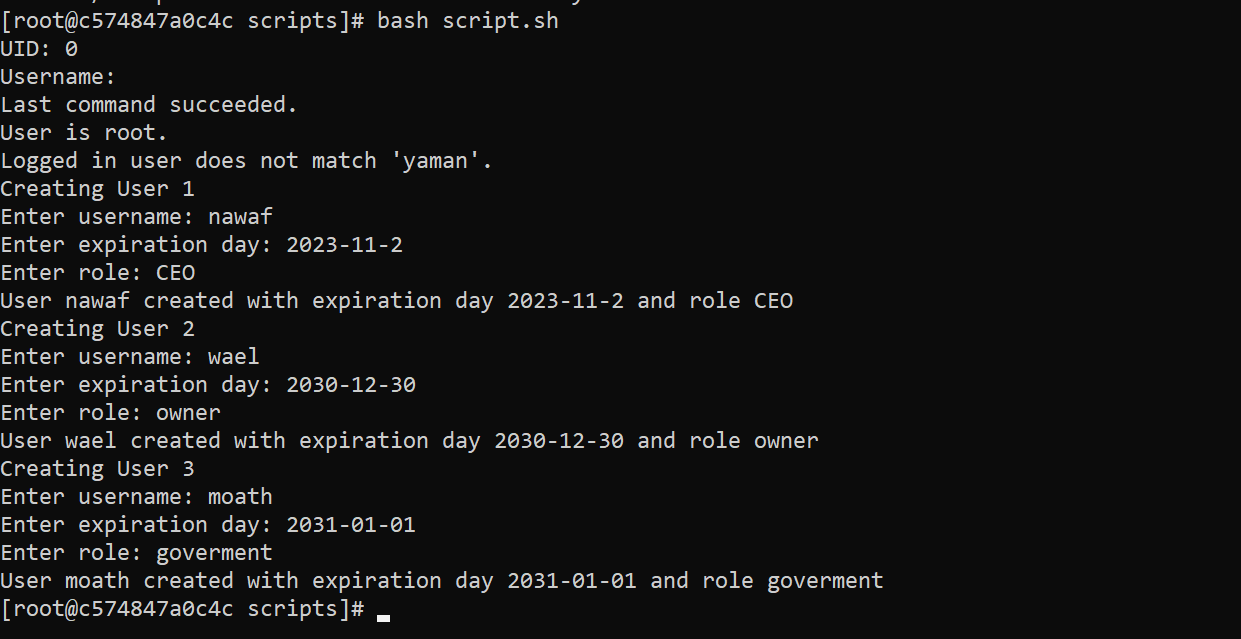 [root@c574847a0c4c scripts]# bash script.sh
UID: 0
Username:
Last command succeeded.
User is root.
Logged in user does not match 'yaman'.
Creating User 1
Enter username: nawaf
Enter expiration day: 2023-11-2
Enter role: CEO
User nawaf created with expiration day 2023-11-2 and role CEO
Creating User 2
Enter username: wael
Enter expiration day: 2030-12-30
Enter role: owner
User wael created with expiration day 2030-12-30 and role owner
Creating User 3
Enter username: moath
Enter expiration day: 2031-01-01
Enter role: goverment
User moath created with expiration day 2031-01-01 and role goverment
[root@c574847a0c4c scripts]#